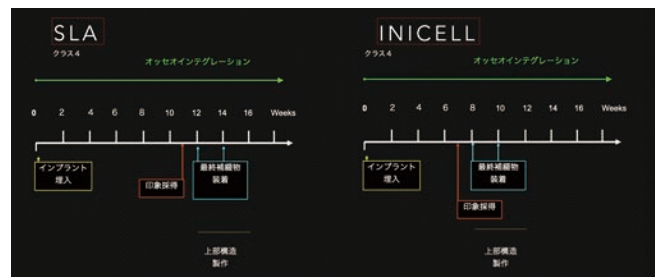 SLA
クラス4
オッセオインテグレーション
0 2 4 6 8 10 12 14 16 Weeks
インプラント
埋入
印象採得
最終補綴物
装着
上部構造
製作
INICELL
クラス4
オッセオインテグレーション
0 2 4 6 8 10 12 14 16 Weeks
インプラント
埋入
最終補綴物
装着
印象採得
上部構造
製作